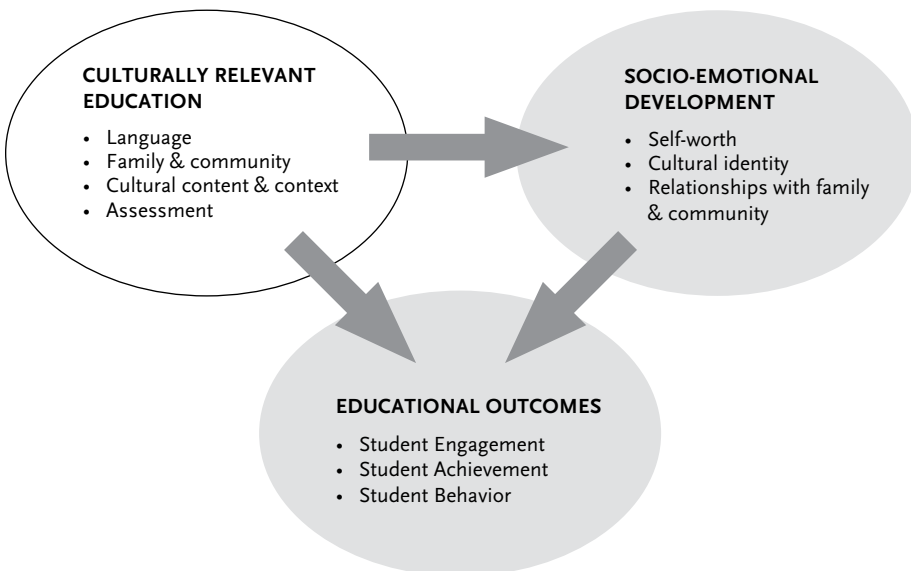 CULTURALLY RELEVANT
EDUCATION
• Language
• Family & community
• Cultural content & context
• Assessment
SOCIO-EMOTIONAL
DEVELOPMENT
• Self-worth
• Cultural identity
• Relationships with family
& community
EDUCATIONAL OUTCOMES
• Student Engagement
• Student Achievement
• Student Behavior